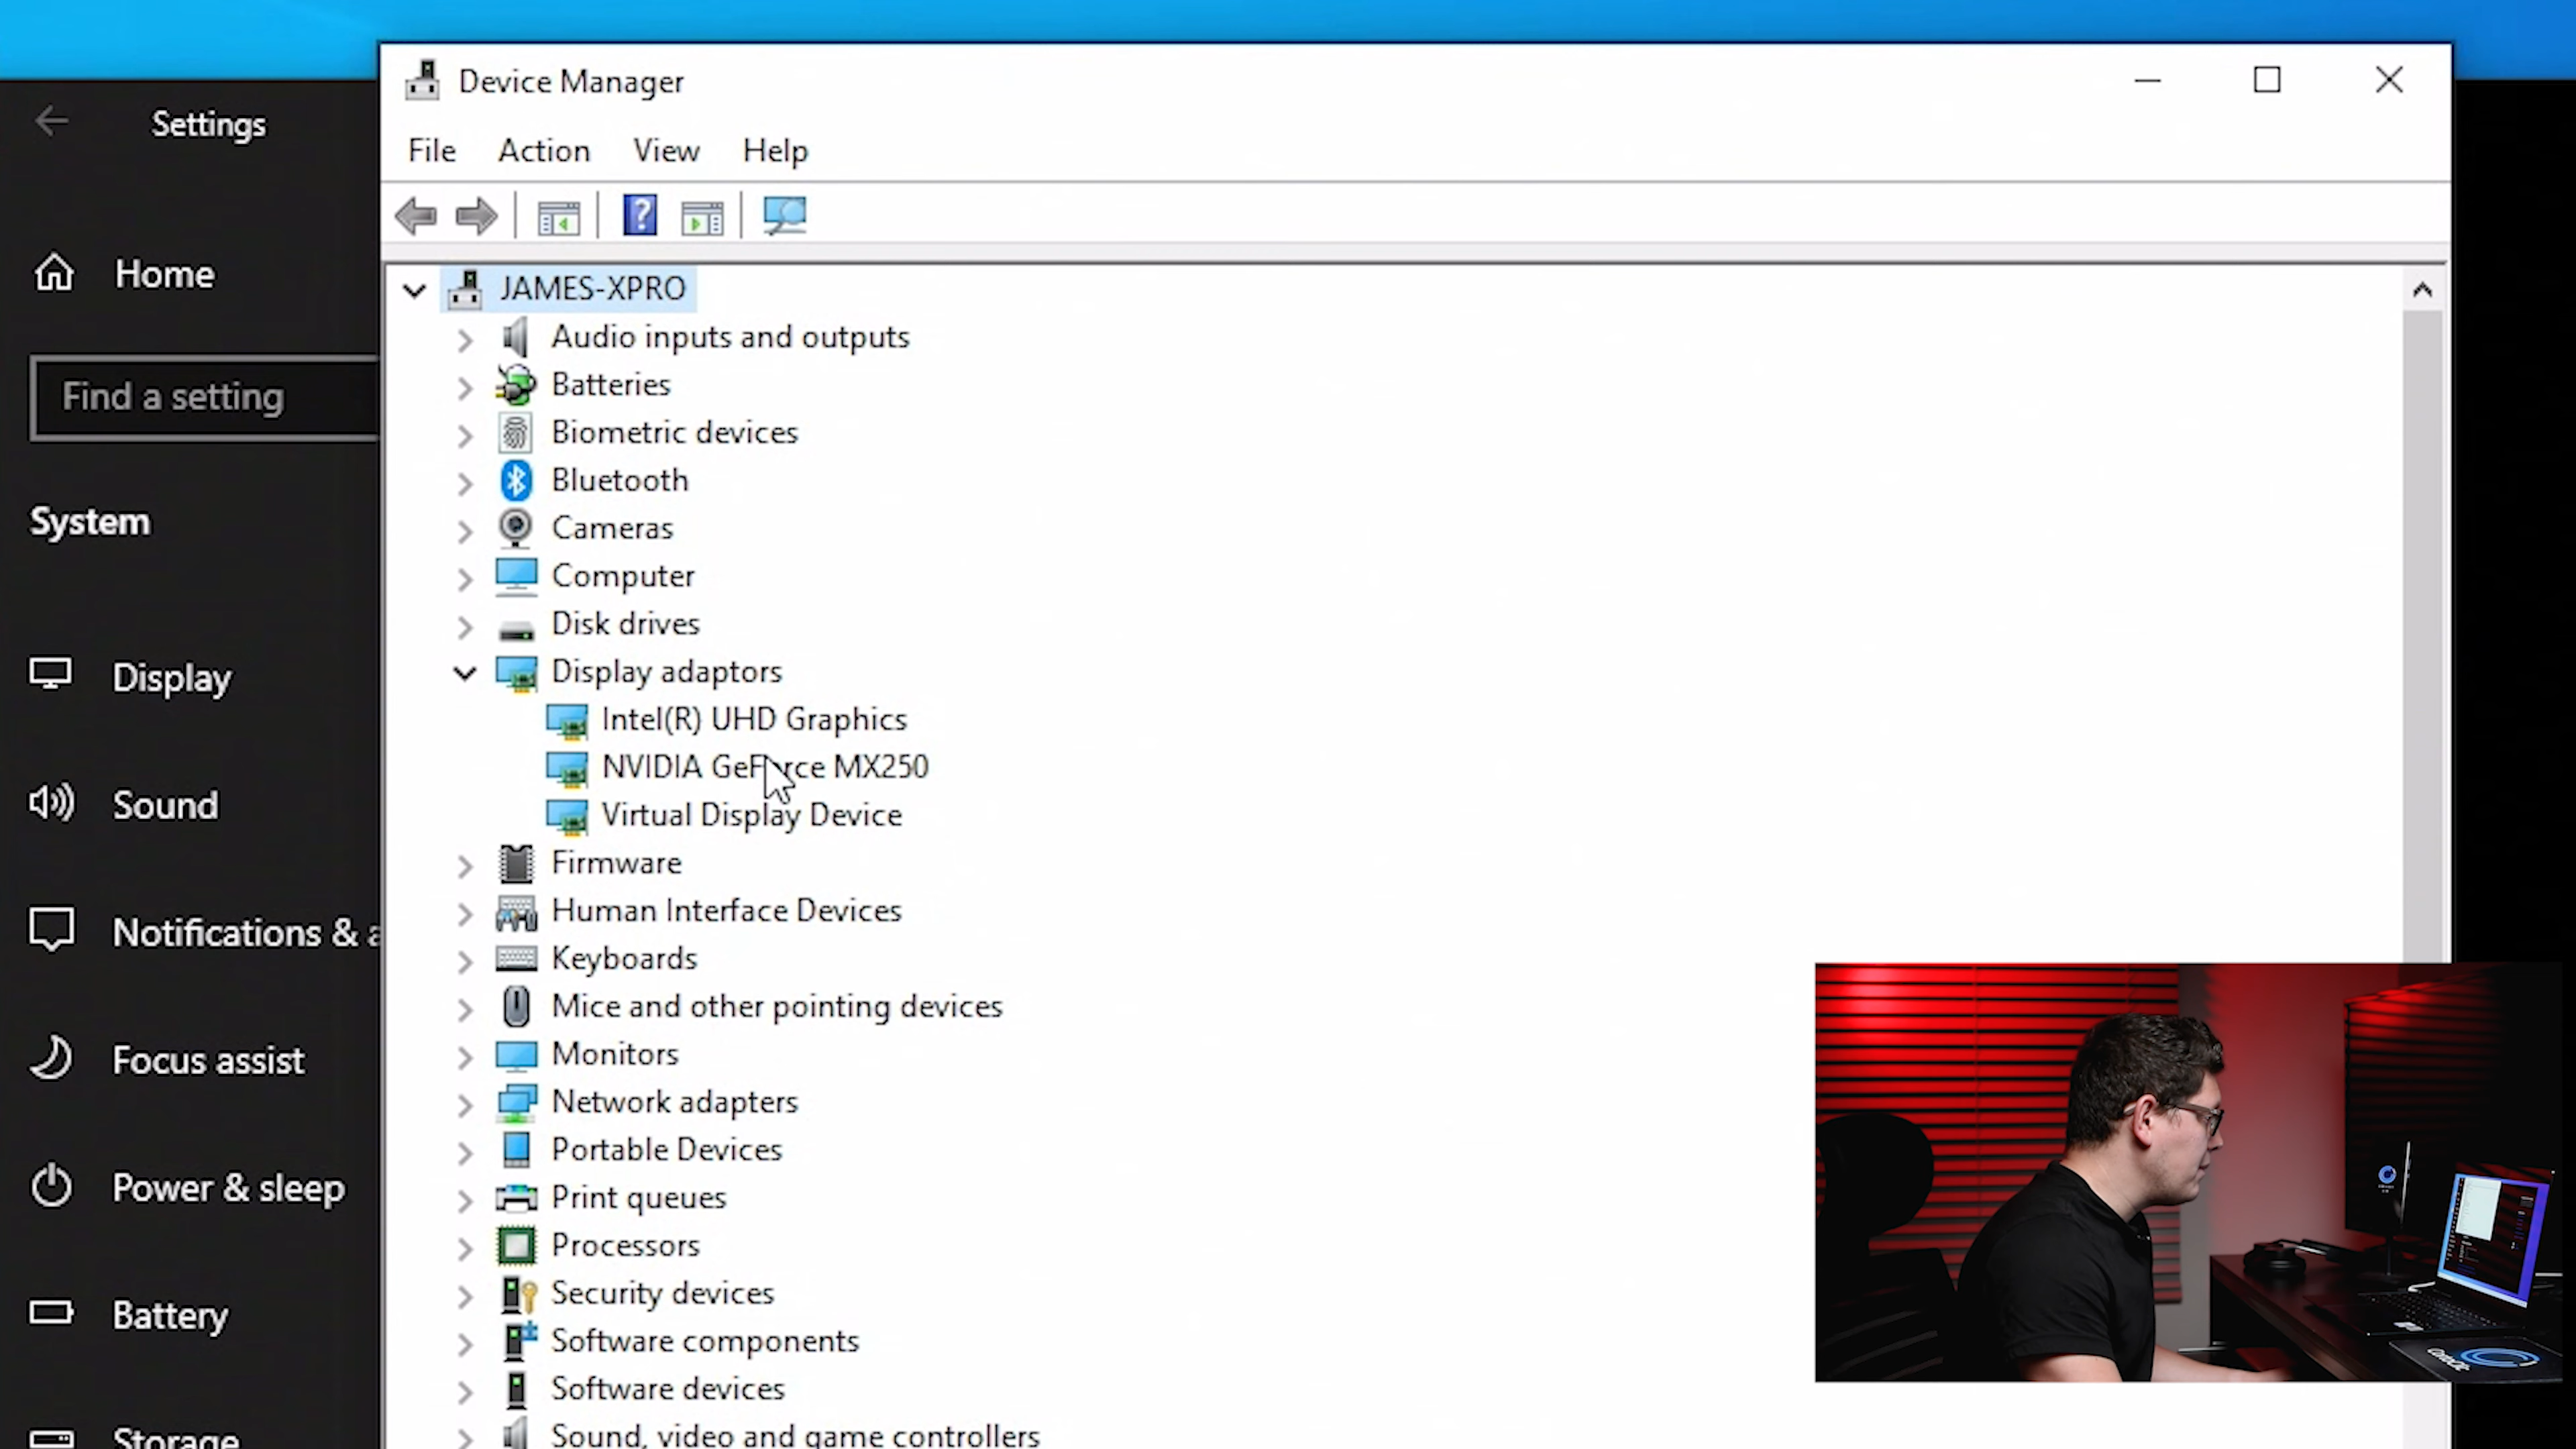 Settings
Home
Find a setting
System
Display
Sound
Notifications & a
Focus assist
Power & sleep
Battery
Storage
Device Manager
File Action View Help
JAMES-XPRO
Audio inputs and outputs
Batteries
Biometric devices
Bluetooth
Cameras
Computer
Disk drives
Display adaptors
Intel(R) UHD Graphics
NVIDIA GeForce MX250
Virtual Display Device
Firmware
Human Interface Devices
Keyboards
Mice and other pointing devices
Monitors
Network adapters
Portable Devices
Print queues
Processors
Security devices
Software components
Software devices
Sound, video and game controllers